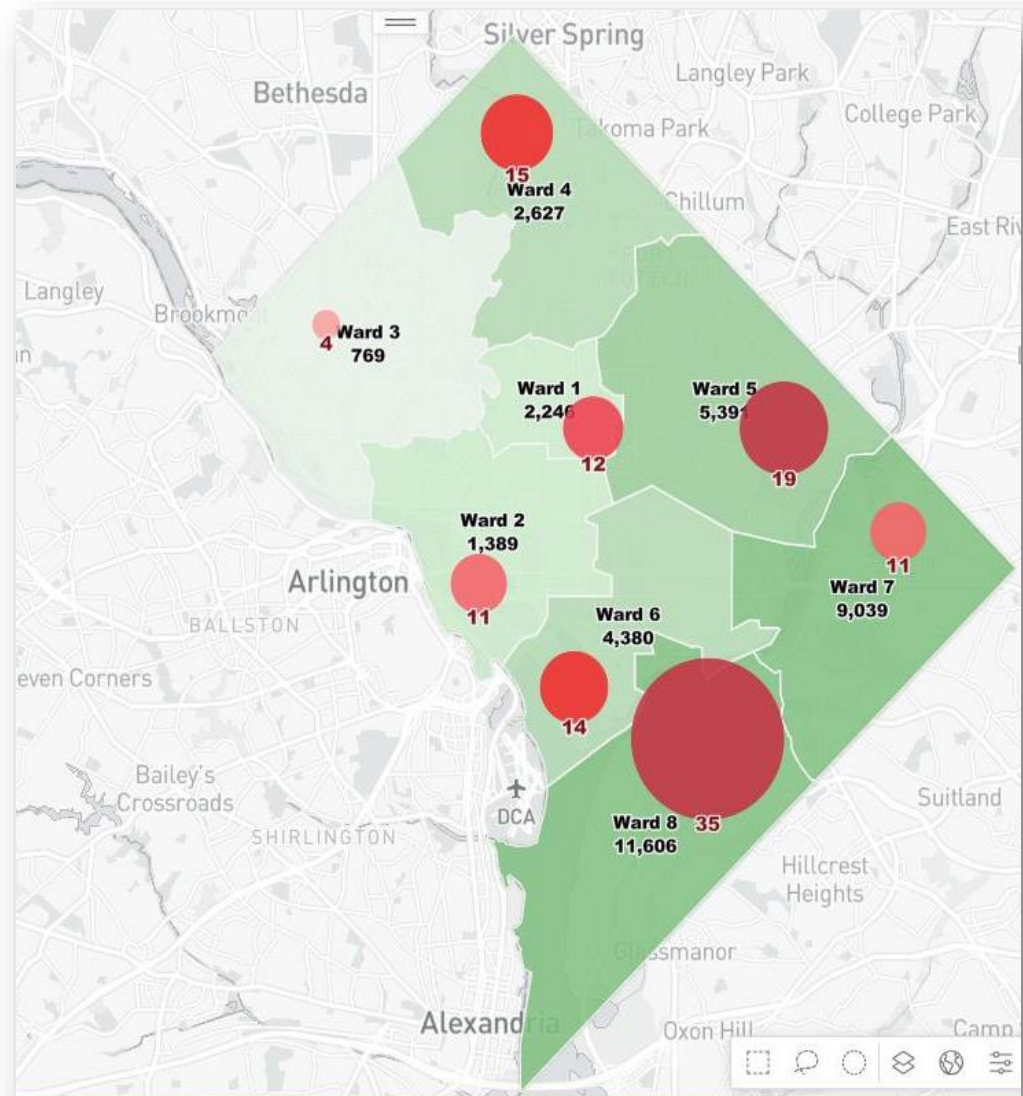 Silver Spring
Langley Park
Bethesda
College Park
Takoma Park
15
Ward 4
2,627
Chillum
East Riv
Langley
Brookmo
Ward 3
4
769
Ward 1
2,246
12
Ward 5
5,391
19
Ward 2
1,389
11
11
Ward 7
9,039
Arlington
BALLSTON
Ward 6
4,380
even Corners
14
Bailey's
Crossroads
DCA
SHIRLINGTON
Suitland
Ward 8
35
11,606
Hillcrest
Heights
Glassmanor
Alexandria
Oxon Hill
Camp